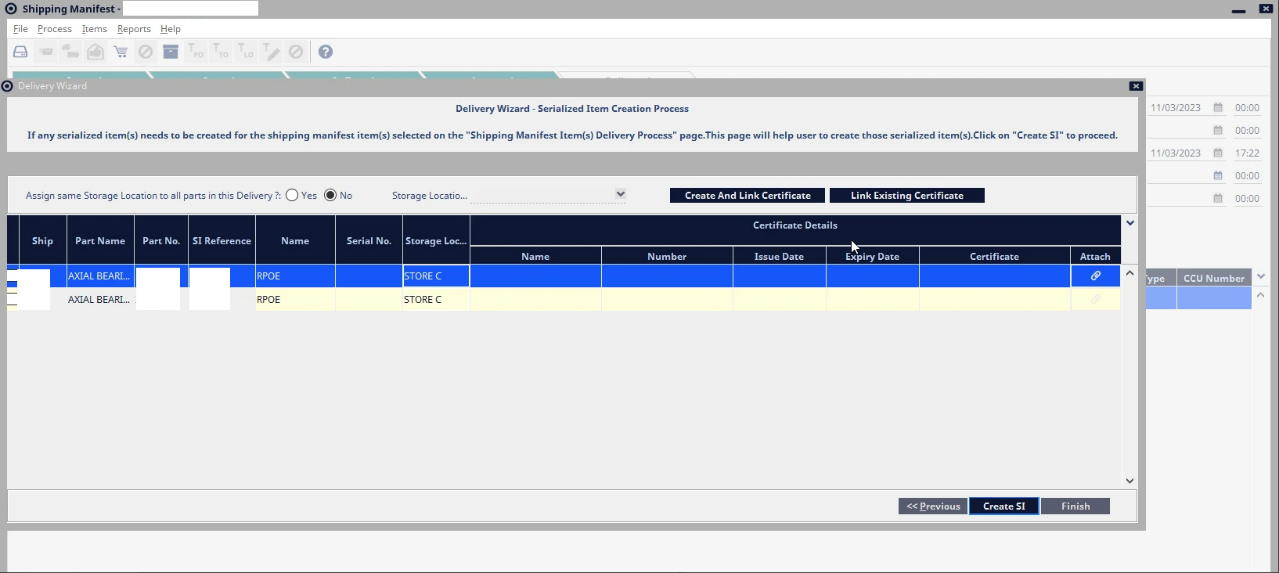 Shipping Manifest -
File Process Items Reports Help
Delivery Wizard
Delivery Wizard - Serialized Item Creation Process
If any serialized item(s) needs to be created for the shipping manifest item(s) selected on the "Shipping Manifest Item(s) Delivery Process" page.This page will help user to create those serialized item(s).Click on "Create SI" to proceed.
11/03/2023 00:00
00:00
11/03/2023 17:22
00:00
00:00
Assign same Storage Location to all parts in this Delivery ?: Yes No Storage Locatio... Create And Link Certificate Link Existing Certificate
Certificate Details
Ship Part Name Part No. SI Reference Name Serial No. Storage Loc...
Name Number Issue Date Expiry Date Certificate Attach
AXIAL BEARI... RPOE STORE C
AXIAL BEARI... RPOE STORE C
ype CCU Number
<< Previous Create SI Finish